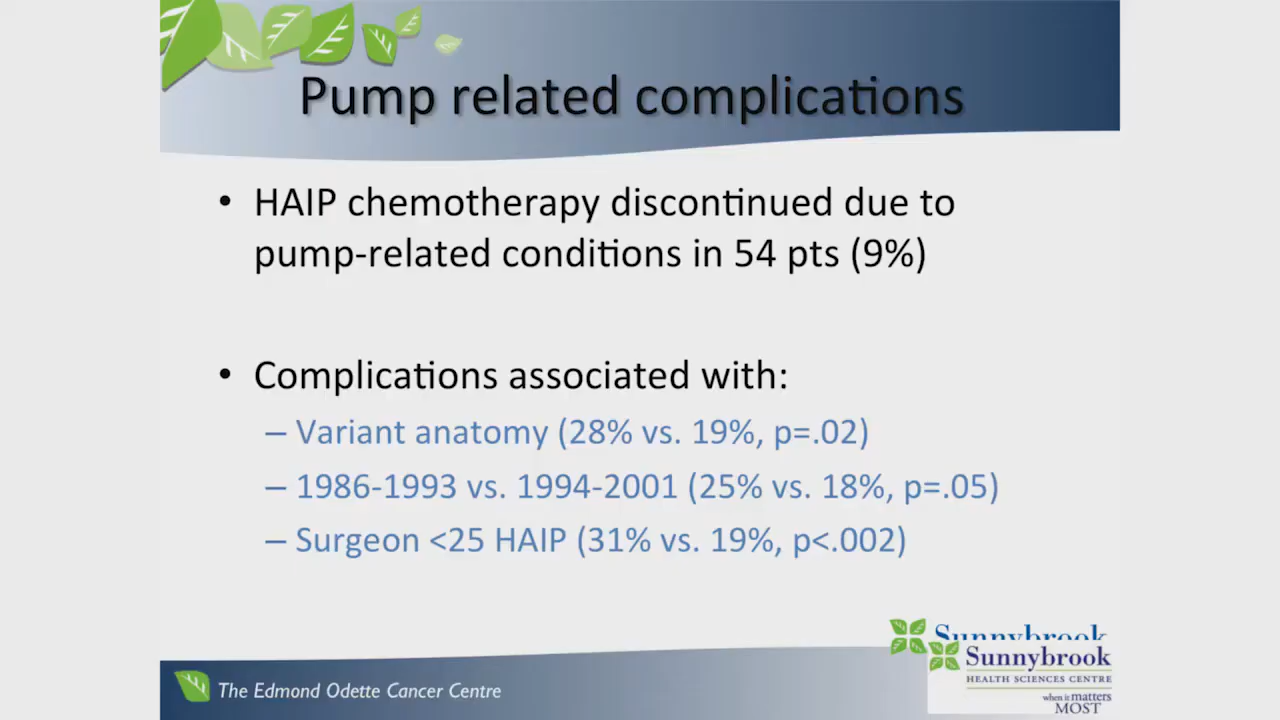 Pump related complications
• HAIP chemotherapy discontinued due to
pump-related conditions in 54 pts (9%)
• Complications associated with:
– Variant anatomy (28% vs. 19%, p=.02)
– 1986-1993 vs. 1994-2001 (25% vs. 18%, p=.05)
– Surgeon <25 HAIP (31% vs. 19%, p<.002)
The Edmond Odette Cancer Centre
Sunnybrook
Sunnybrook
HEALTH SCIENCES CENTRE
when it matters
MOST